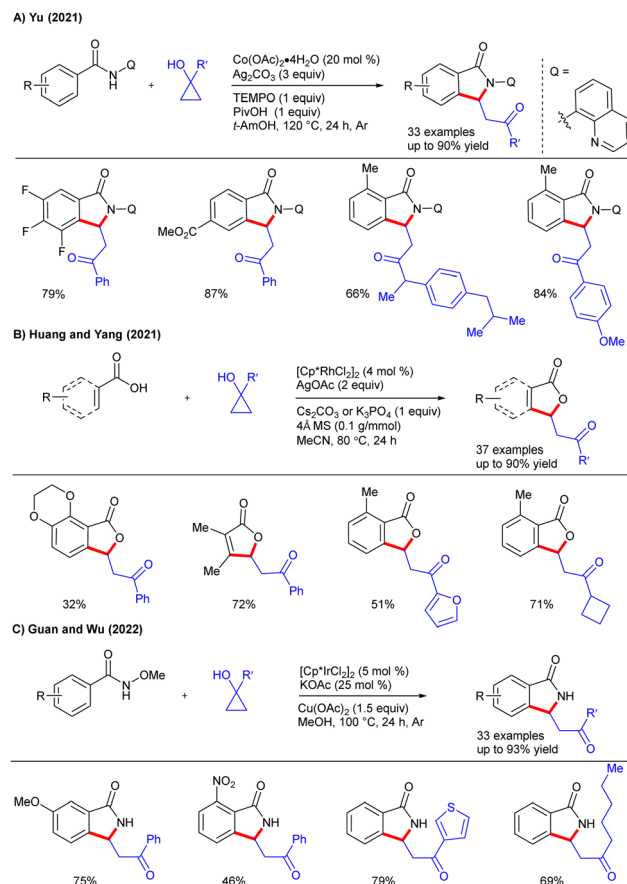 A) Yu (2021)
R
O
N
H
Q
+
HO
R'
Co(OAc)2•4H2O (20 mol %)
Ag2CO3 (3 equiv)
TEMPO (1 equiv)
PivOH (1 equiv)
t-AmOH, 120 °C, 24 h, Ar
R
O
N−Q
O
R'
33 examples
up to 90% yield
Q =
N
F
F
F
O
N−Q
O
Ph
79%
MeO2C
O
N−Q
O
Ph
87%
Me
O
N−Q
O
Me
Me
Me
66%
Me
O
N−Q
O
OMe
84%
B) Huang and Yang (2021)
R
O
OH
+
HO
R'
[Cp*RhCl2]2 (4 mol %)
AgOAc (2 equiv)
Cs2CO3 or K3PO4 (1 equiv)
4Å MS (0.1 g/mmol)
MeCN, 80 °C, 24 h
R
O
O
O
R'
37 examples
up to 90% yield
O
O
O
O
O
Ph
32%
Me
Me
O
O
O
Ph
72%
Me
O
O
O
O
51%
Me
O
O
O
71%
C) Guan and Wu (2022)
R
O
N
H
OMe
+
HO
R'
[Cp*IrCl2]2 (5 mol %)
KOAc (25 mol %)
Cu(OAc)2 (1.5 equiv)
MeOH, 100 °C, 24 h, Ar
R
O
NH
R'
O
33 examples
up to 93% yield
MeO
O
NH
Ph
O
75%
NO2
O
NH
Ph
O
46%
O
NH
S
O
79%
O
NH
Me
O
69%